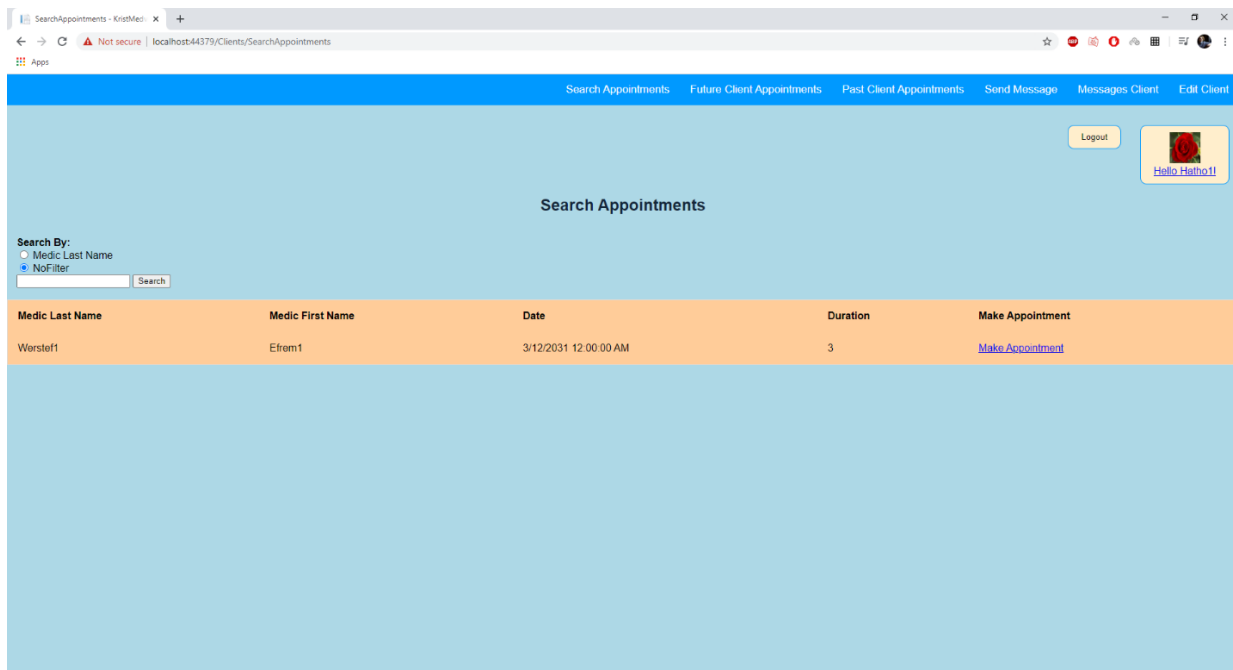 SearchAppointments - KristMedi
Not secure | localhost:44379/Clients/SearchAppointments
Apps
Search Appointments Future Client Appointments Past Client Appointments Send Message Messages Client Edit Client
Logout
Hello Hatho1!
Search Appointments
Search By:
Medic Last Name
NoFilter
Search
Medic Last Name Medic First Name Date Duration Make Appointment
Werstef1 Efrem1 3/12/2031 12:00:00 AM 3 Make Appointment